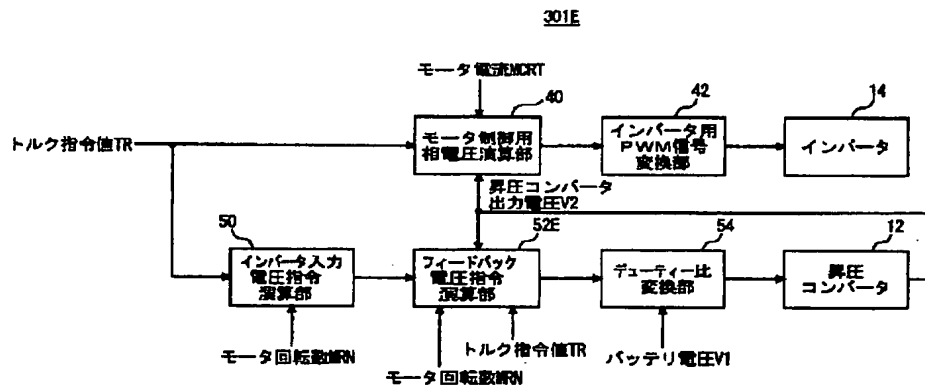 301E
モータ電流MCRT
40
42
14
トルク指令値TR
モータ制御用
相電圧演算部
インバータ用
PWM信号
変換部
インバータ
昇圧コンバータ
出力電圧V2
50
52E
54
12
インバータ入力
電圧指令
演算部
フィードバック
電圧指令
演算部
デューティー比
変換部
昇圧
コンバータ
モータ回転数MRN
トルク指令値TR
モータ回転数MRN
バッテリ電圧V1